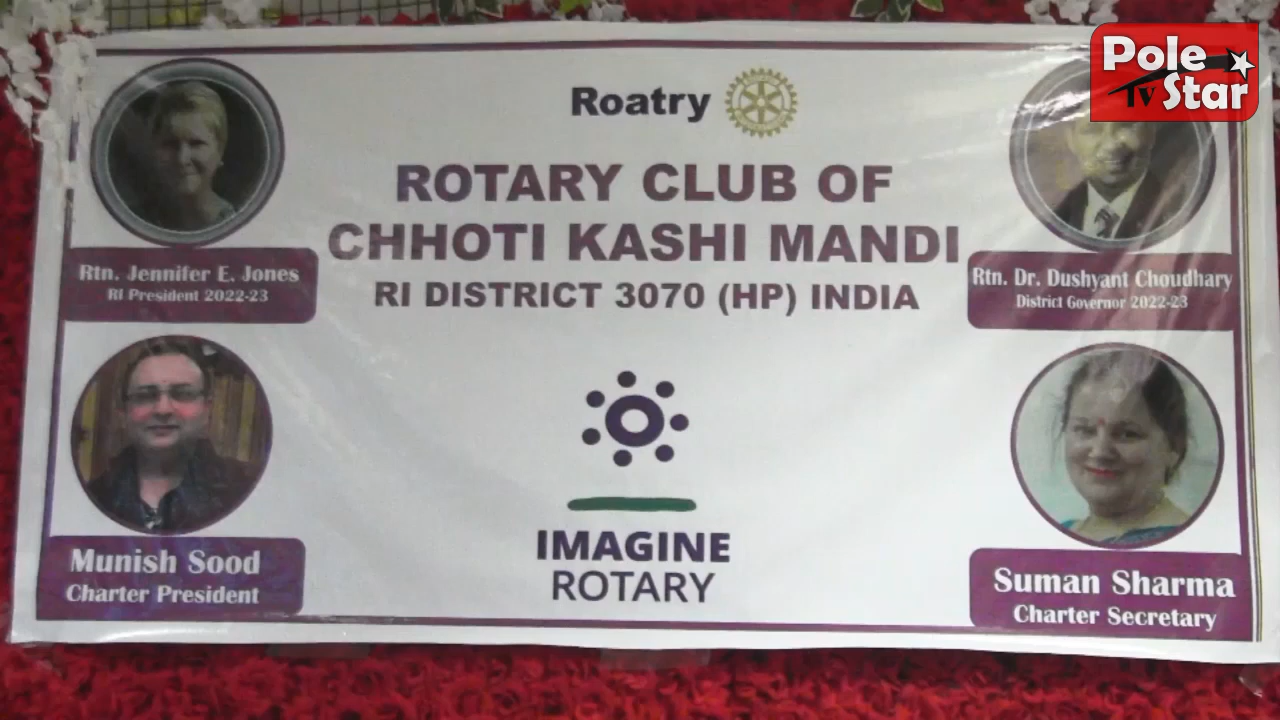 Pole
Tv Star
Roatry
ROTARY CLUB OF
CHHOTI KASHI MANDI
RI DISTRICT 3070 (HP) INDIA
Rtn. Jennifer E. Jones
RI President 2022-23
Rtn. Dr. Dushyant Choudhary
District Governor 2022-23
IMAGINE
ROTARY
Munish Sood
Charter President
Suman Sharma
Charter Secretary